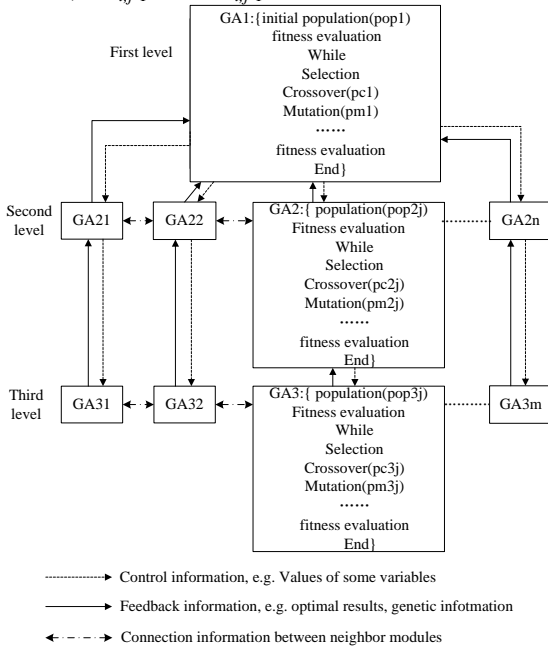 GA1:{initial population(pop1)
fitness evaluation
While
Selection
Crossover(pc1)
Mutation(pm1)
……
fitness evaluation
End}
First level
Second
level
GA21
GA22
GA2:{ population(pop2j)
Fitness evaluation
While
Selection
Crossover(pc2j)
Mutation(pm2j)
……
fitness evaluation
End}
GA2n
Third
level
GA31
GA32
GA3:{ population(pop3j)
Fitness evaluation
While
Selection
Crossover(pc3j)
Mutation(pm3j)
……
fitness evaluation
End}
GA3m
Control information, e.g. Values of some variables
Feedback information, e.g. optimal results, genetic infotmation
Connection information between neighbor modules